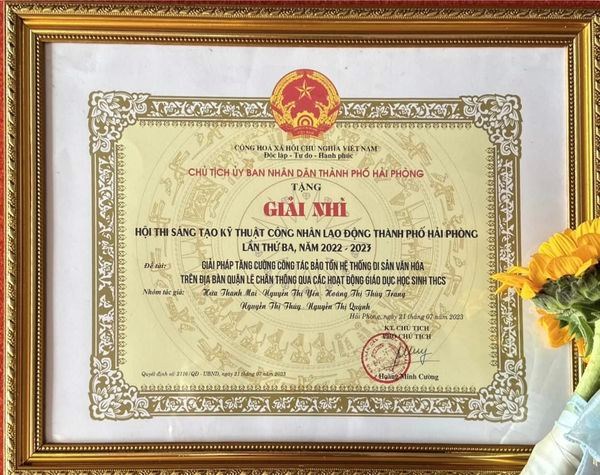 CỘNG HÒA XÃ HỘI CHỦ NGHĨA VIỆT NAM
Độc lập - Tự do - Hạnh phúc
CHỦ TỊCH ỦY BAN NHÂN DÂN THÀNH PHỐ HẢI PHÒNG
TẶNG
GIẢI NHÌ
HỘI THI SÁNG TẠO KỸ THUẬT CÔNG NHÂN LAO ĐỘNG THÀNH PHỐ HẢI PHÒNG
LẦN THỨ BA, NĂM 2022 - 2023
Đề tài: GIẢI PHÁP TĂNG CƯỜNG CÔNG TÁC BẢO TỒN HỆ THỐNG DI SẢN VĂN HÓA
TRÊN ĐỊA BÀN QUẬN LÊ CHÂN THÔNG QUA CÁC HOẠT ĐỘNG GIÁO DỤC HỌC SINH THCS
Nhóm tác giả: Hứa Thanh Mai - Nguyễn Thị Yến - Hoàng Thị Thùy Trang
Nguyễn Thị Thúy - Nguyễn Thị Quỳnh
Hải Phòng, ngày 21 tháng 07 năm 2023
KT. CHỦ TỊCH
PHÓ CHỦ TỊCH
Hoàng Minh Cường
Quyết định số: 2116/QĐ - UBND, ngày 21 tháng 07 năm 2023